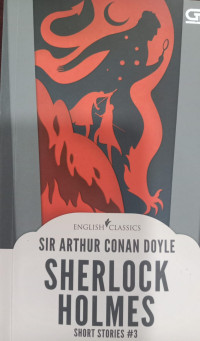 ENGLISH CLASSICS
SIR ARTHUR CONAN DOYLE
SHERLOCK
HOLMES
SHORT STORIES #3